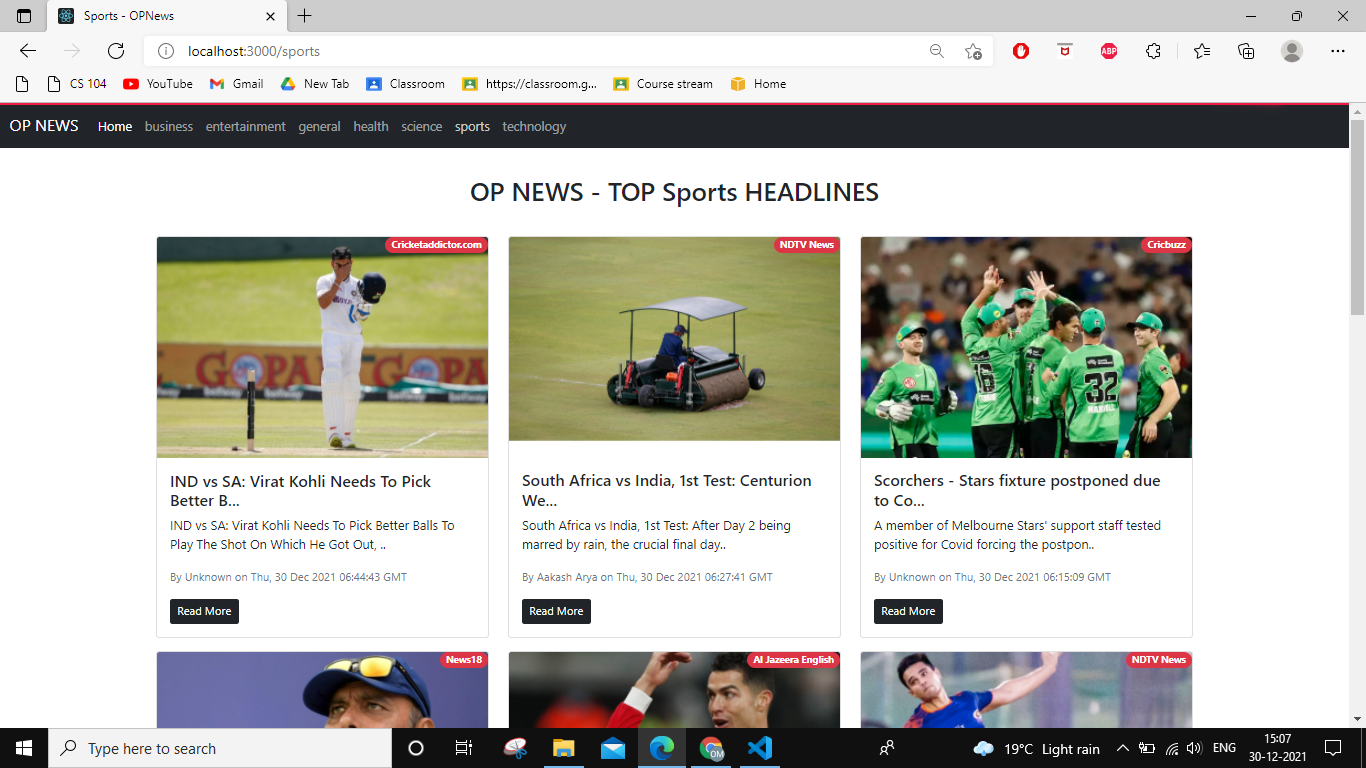 Sports - OPNews
localhost:3000/sports
ABP
CS 104
YouTube
Gmail
New Tab
Classroom
https://classroom.g...
Course stream
Home
OP NEWS Home business entertainment general health science sports technology
OP NEWS - TOP Sports HEADLINES
Cricketaddictor.com
GOPA
betway
IND vs SA: Virat Kohli Needs To Pick
Better B...
IND vs SA: Virat Kohli Needs To Pick Better Balls To
Play The Shot On Which He Got Out, ..
By Unknown on Thu, 30 Dec 2021 06:44:43 GMT
Read More
NDTV News
South Africa vs India, 1st Test: Centurion
We...
South Africa vs India, 1st Test: After Day 2 being
marred by rain, the crucial final day..
By Aakash Arya on Thu, 30 Dec 2021 06:27:41 GMT
Read More
Cricbuzz
16
32
Scorchers - Stars fixture postponed due
to Co...
A member of Melbourne Stars' support staff tested
positive for Covid forcing the postpon..
By Unknown on Thu, 30 Dec 2021 06:15:09 GMT
Read More
News18
Al Jazeera English
NDTV News
Type here to search
OM
19°C Light rain
ENG
15:07
30-12-2021